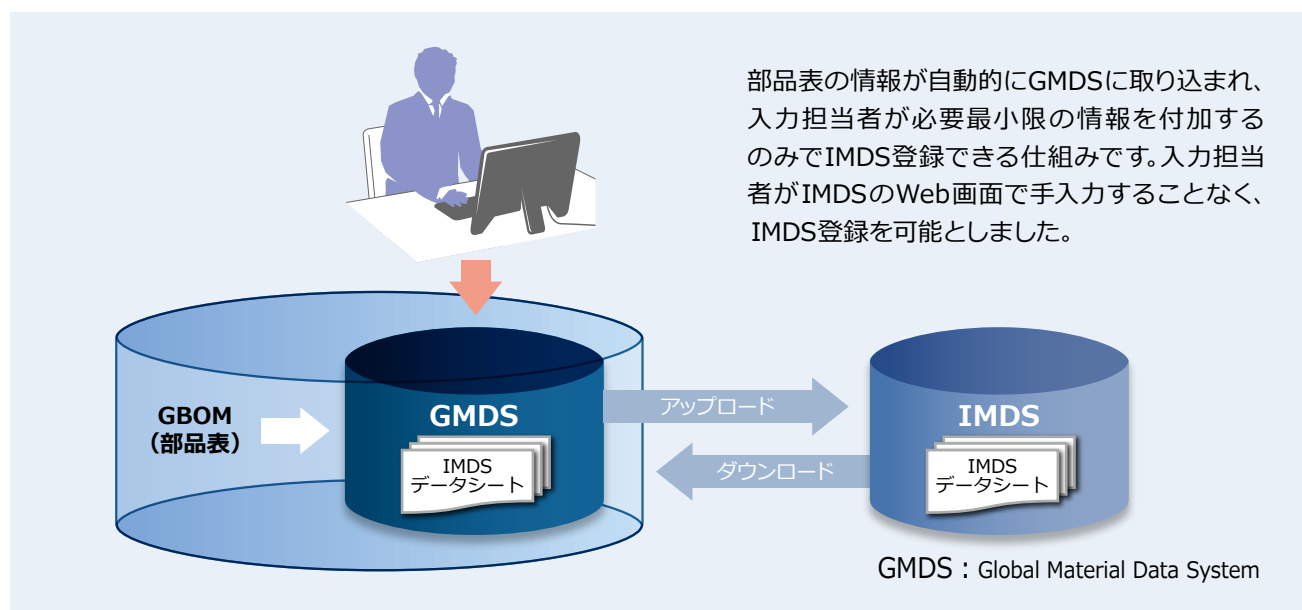 部品表の情報が自動的にGMDSに取り込まれ、
入力担当者が必要最小限の情報を付加する
のみでIMDS登録できる仕組みです。入力担当
者がIMDSのWeb画面で手入力することなく、
IMDS登録を可能としました。
GBOM
（部品表）
GMDS
IMDS
データシート
アップロード
ダウンロード
IMDS
IMDS
データシート
GMDS：Global Material Data System